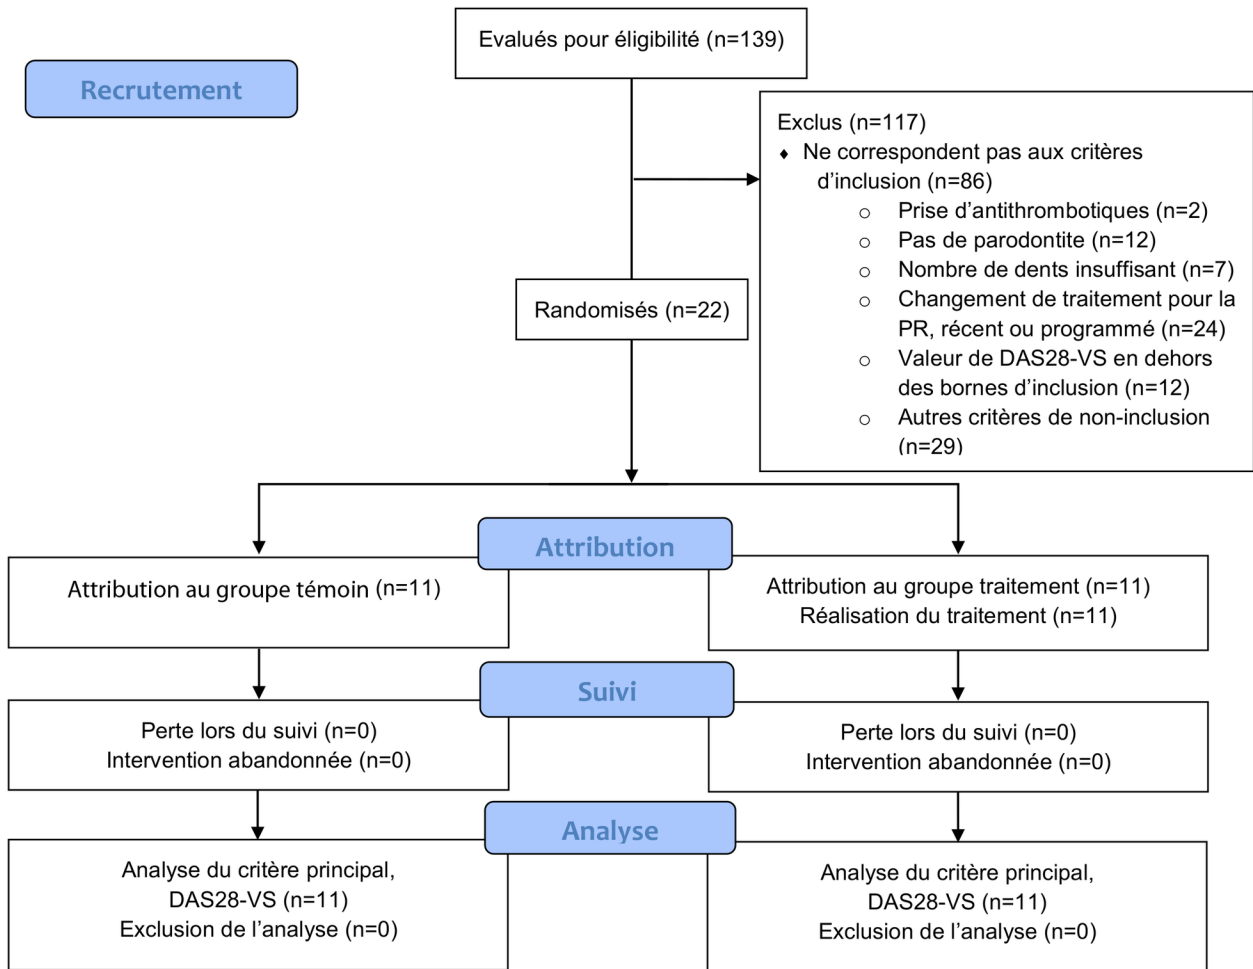 Evalués pour éligibilité (n=139)
Recrutement
Exclus (n=117)
♦ Ne correspondent pas aux critères
d’inclusion (n=86)
o Prise d’antithrombotiques (n=2)
o Pas de parodontite (n=12)
o Nombre de dents insuffisant (n=7)
o Changement de traitement pour la
PR, récent ou programmé (n=24)
o Valeur de DAS28-VS en dehors
des bornes d’inclusion (n=12)
o Autres critères de non-inclusion
(n=29)
Randomisés (n=22)
Attribution
Attribution au groupe témoin (n=11)
Attribution au groupe traitement (n=11)
Réalisation du traitement (n=11)
Suivi
Perte lors du suivi (n=0)
Intervention abandonnée (n=0)
Perte lors du suivi (n=0)
Intervention abandonnée (n=0)
Analyse
Analyse du critère principal,
DAS28-VS (n=11)
Exclusion de l’analyse (n=0)
Analyse du critère principal,
DAS28-VS (n=11)
Exclusion de l’analyse (n=0)